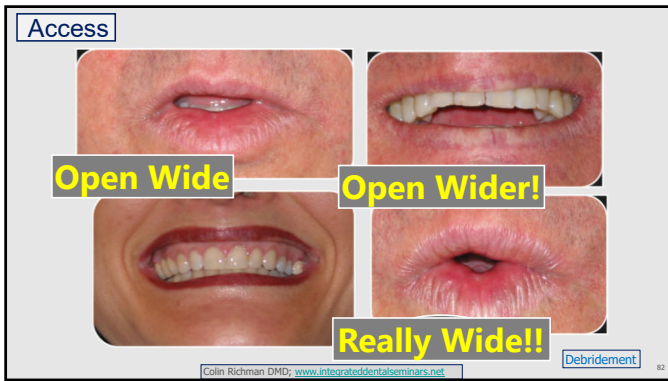 Access
Open Wide
Open Wider!
Really Wide!!
Debridement
Colin Richman DMD; www.integrateddentalseminars.net
82